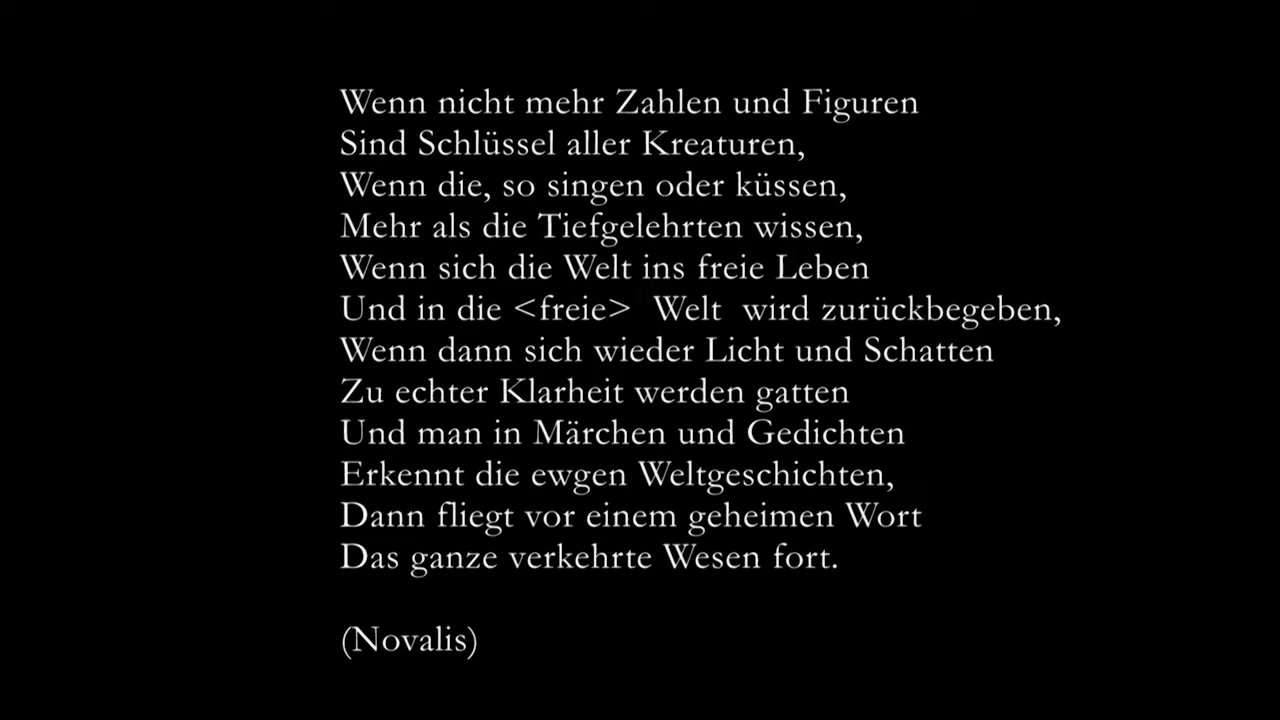 Wenn nicht mehr Zahlen und Figuren
Sind Schlüssel aller Kreaturen,
Wenn die, so singen oder küssen,
Mehr als die Tiefgelehrten wissen,
Wenn sich die Welt ins freie Leben
Und in die <freie> Welt wird zurückbegeben,
Wenn dann sich wieder Licht und Schatten
Zu echter Klarheit werden gatten
Und man in Märchen und Gedichten
Erkennt die ewgen Weltgeschichten,
Dann fliegt vor einem geheimen Wort
Das ganze verkehrte Wesen fort.
(Novalis)